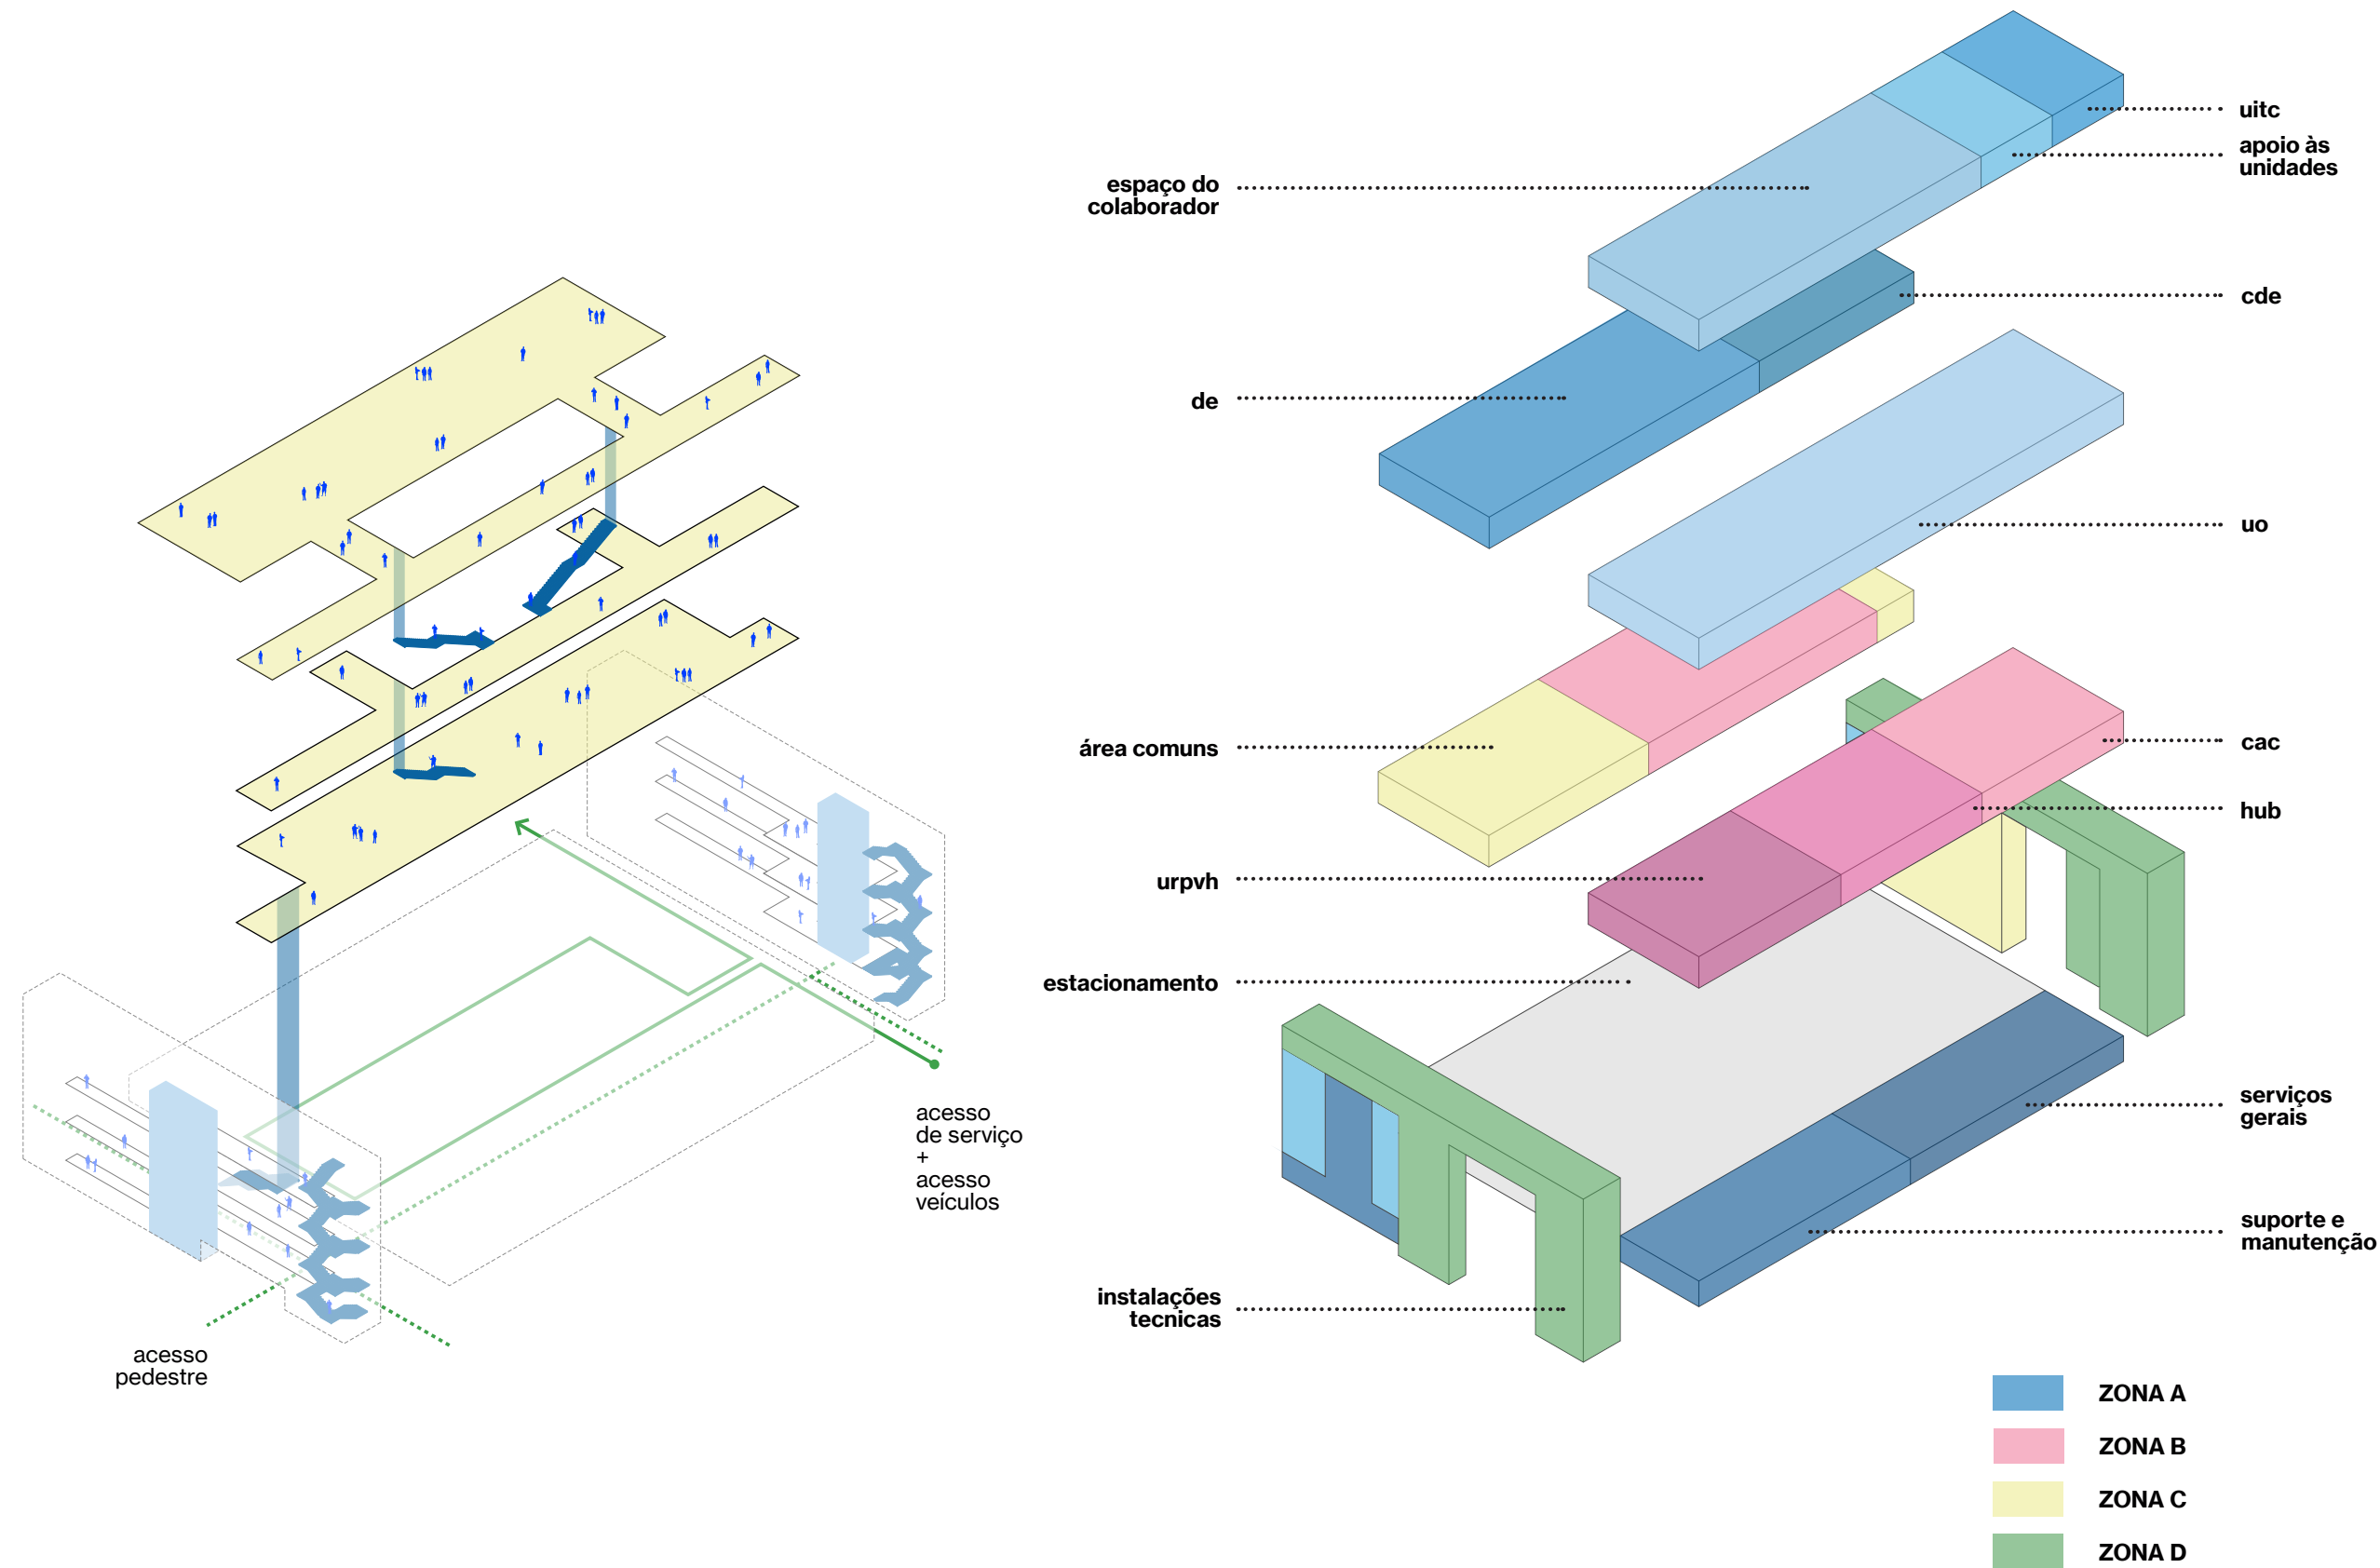 uitc
apoio às
unidades
espaço do
colaborador
cde
de
uo
área comuns
cac
hub
urpvh
estacionamento
serviços
gerais
suporte e
manutenção
instalações
tecnicas
acesso
de serviço
+
acesso
veículos
acesso
pedestre
ZONA A
ZONA B
ZONA C
ZONA D